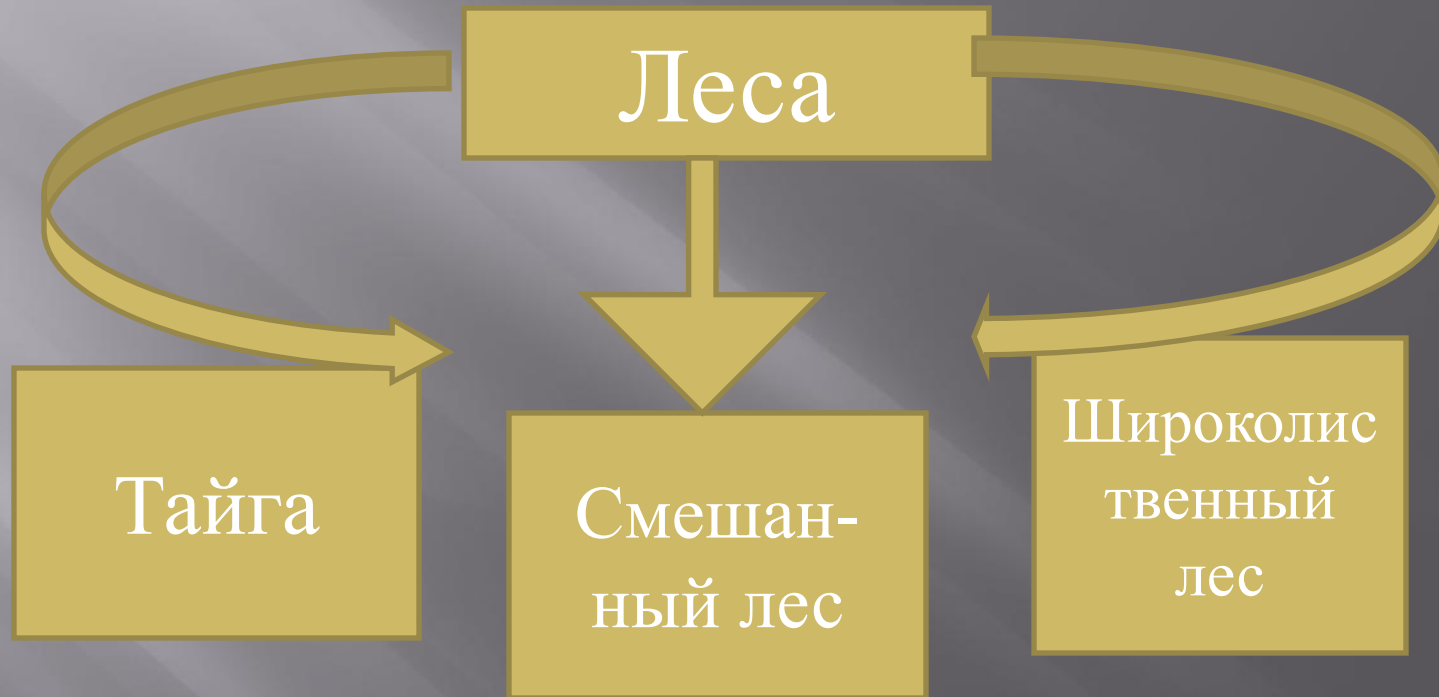 Леса
Тайга
Смешан-
ный лес
Широколис
твенный
лес